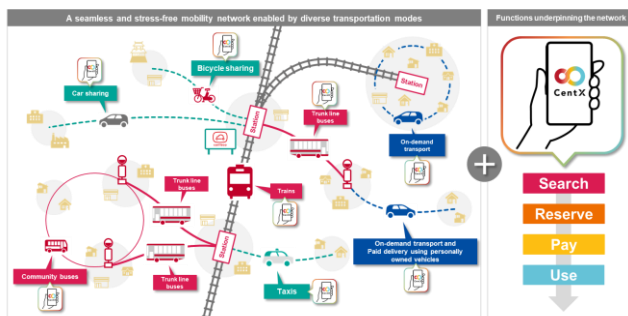 A seamless and stress-free mobility network enabled by diverse transportation modes
Functions underpinning the network
Bicycle sharing
Car sharing
Station
Station
Trunk line
buses
On-demand
transport
CentX
Search
Reserve
Pay
Use
Trunk line
buses
Trains
Station
On-demand transport and
Paid delivery using personally
owned vehicles
Community buses
Trunk line
buses
Taxis